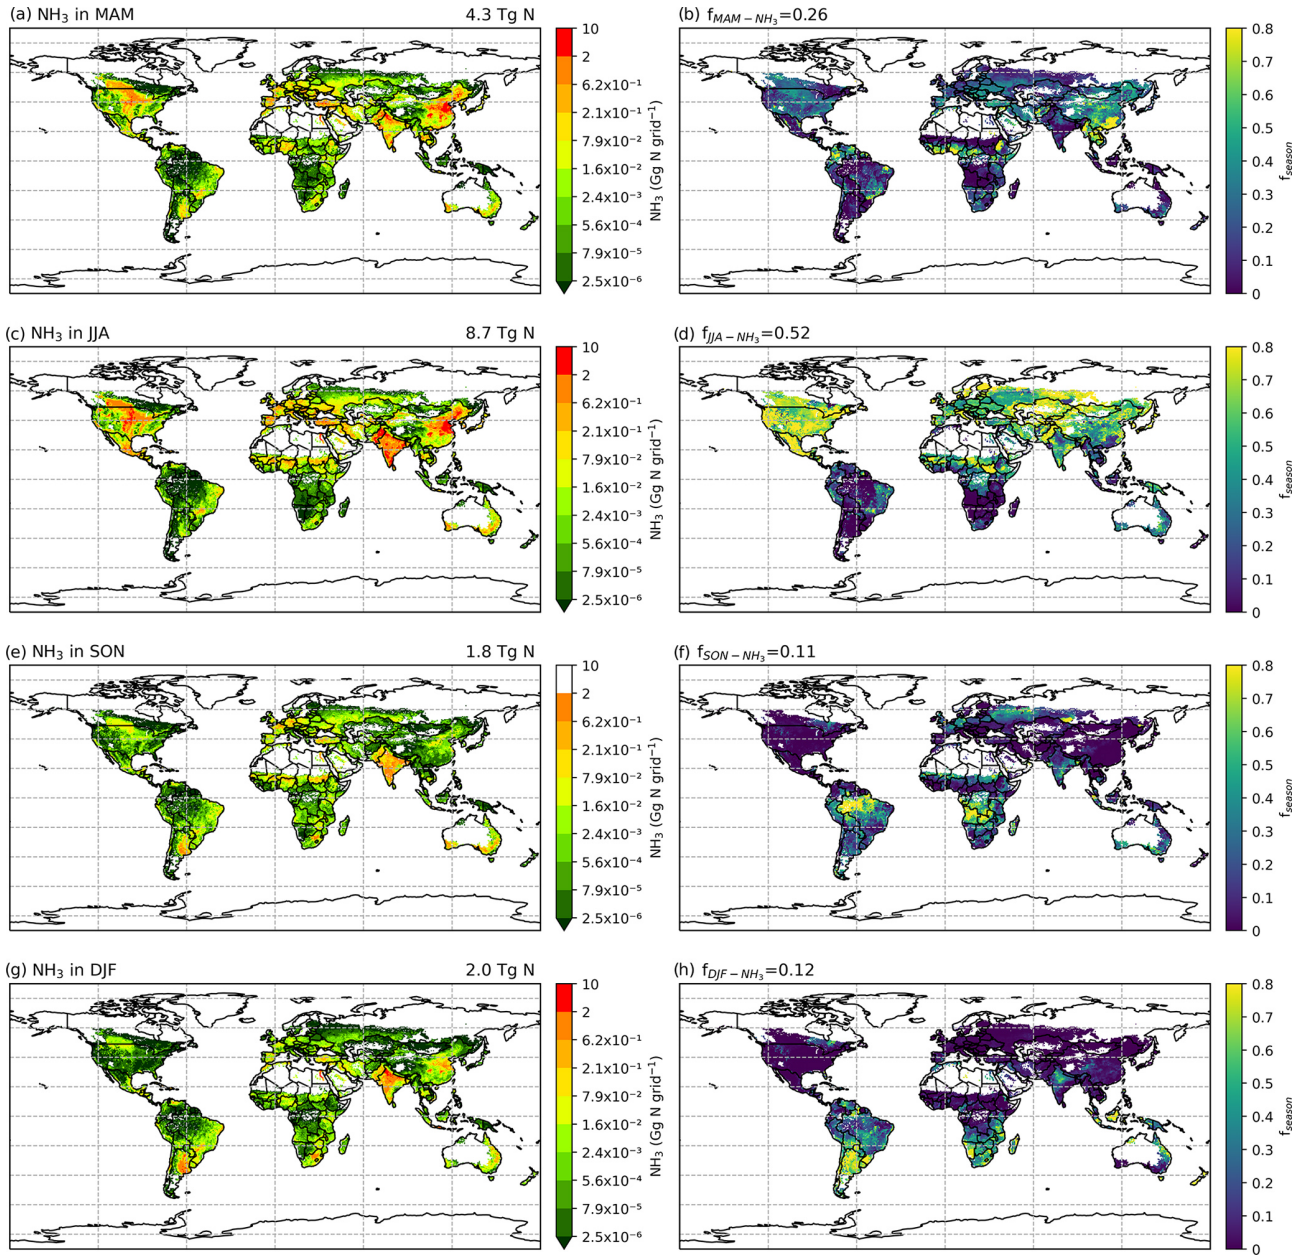 (a) NH₃ in MAM 4.3 Tg N
10
2
6.2x10⁻¹
2.1x10⁻¹
7.9x10⁻²
1.6x10⁻²
2.4x10⁻³
5.6x10⁻⁴
7.9x10⁻⁵
2.5x10⁻⁶
NH₃ (Gg N grid⁻¹)
(b) f_MAM−NH₃=0.26
0.8
0.7
0.6
0.5
0.4
0.3
0.2
0.1
0
f_season
(c) NH₃ in JJA 8.7 Tg N
10
2
6.2x10⁻¹
2.1x10⁻¹
7.9x10⁻²
1.6x10⁻²
2.4x10⁻³
5.6x10⁻⁴
7.9x10⁻⁵
2.5x10⁻⁶
NH₃ (Gg N grid⁻¹)
(d) f_JJA−NH₃=0.52
0.8
0.7
0.6
0.5
0.4
0.3
0.2
0.1
0
f_season
(e) NH₃ in SON 1.8 Tg N
10
2
6.2x10⁻¹
2.1x10⁻¹
7.9x10⁻²
1.6x10⁻²
2.4x10⁻³
5.6x10⁻⁴
7.9x10⁻⁵
2.5x10⁻⁶
NH₃ (Gg N grid⁻¹)
(f) f_SON−NH₃=0.11
0.8
0.7
0.6
0.5
0.4
0.3
0.2
0.1
0
f_season
(g) NH₃ in DJF 2.0 Tg N
10
2
6.2x10⁻¹
2.1x10⁻¹
7.9x10⁻²
1.6x10⁻²
2.4x10⁻³
5.6x10⁻⁴
7.9x10⁻⁵
2.5x10⁻⁶
NH₃ (Gg N grid⁻¹)
(h) f_DJF−NH₃=0.12
0.8
0.7
0.6
0.5
0.4
0.3
0.2
0.1
0
f_season